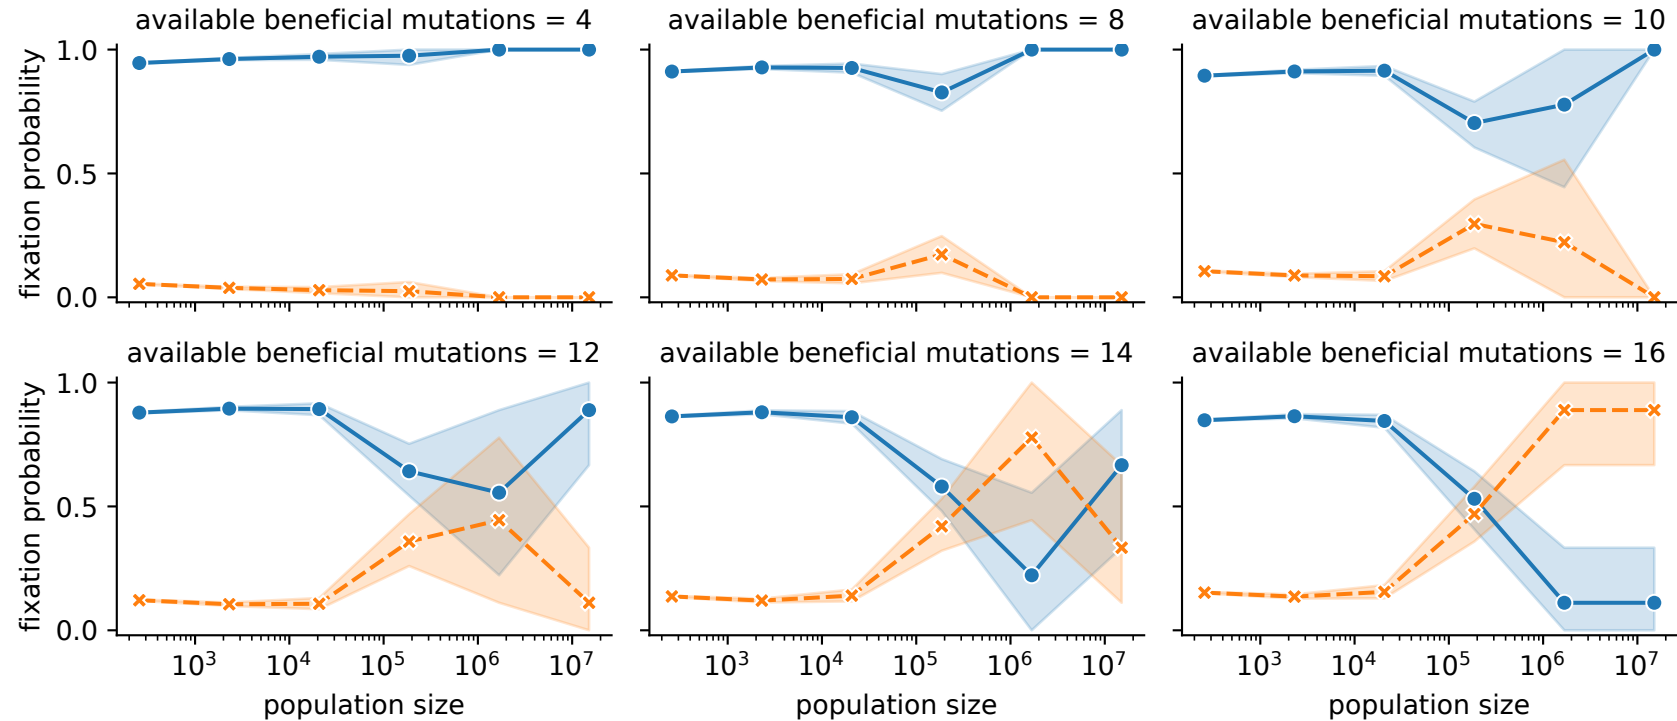 available beneficial mutations = 4
available beneficial mutations = 8
available beneficial mutations = 10
fixation probability
1.0
0.5
0.0
available beneficial mutations = 12
available beneficial mutations = 14
available beneficial mutations = 16
fixation probability
1.0
0.5
0.0
10³ 10⁴ 10⁵ 10⁶ 10⁷
10³ 10⁴ 10⁵ 10⁶ 10⁷
10³ 10⁴ 10⁵ 10⁶ 10⁷
population size
population size
population size